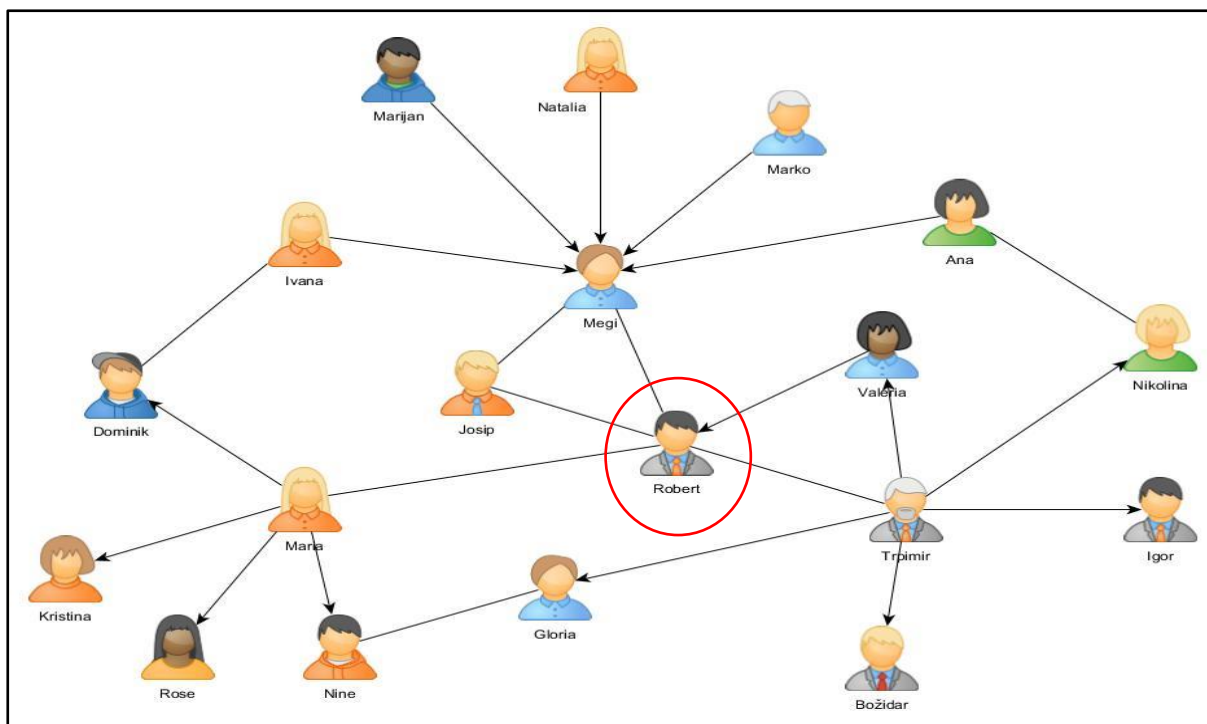 Natalia
Marijan
Marko
Ana
Ivana
Megi
Nikolina
Valeria
Dominik
Josip
Robert
Maria
Trpimir
Igor
Kristina
Gloria
Rose
Nine
Božidar